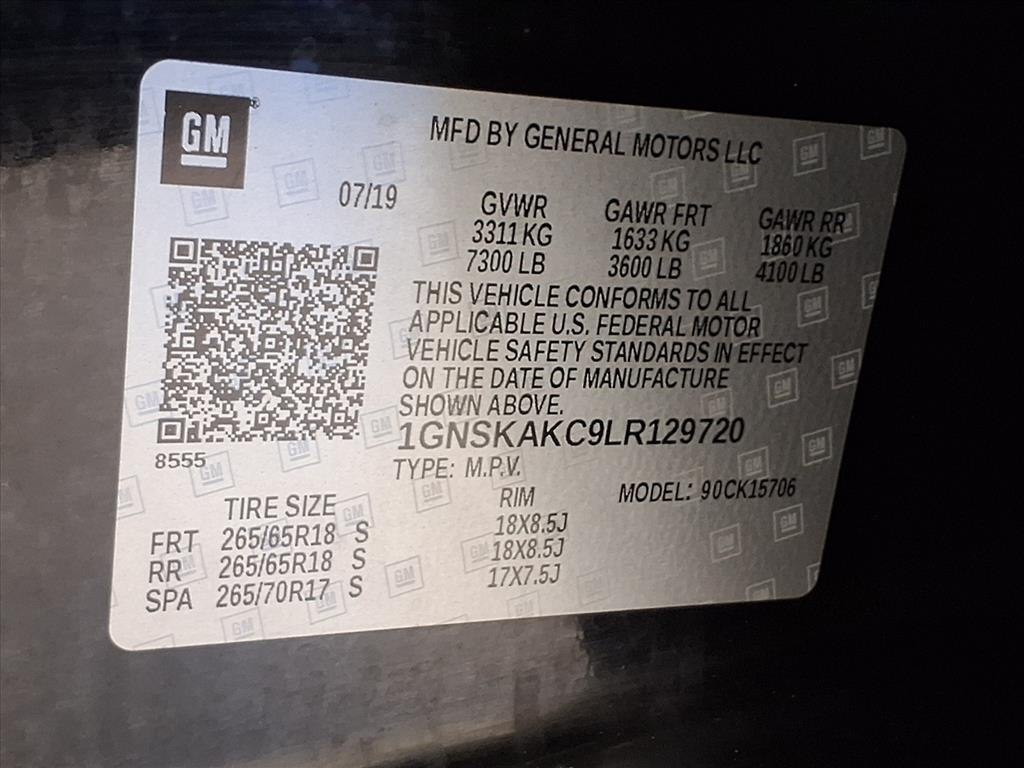 GM
MFD BY GENERAL MOTORS LLC
07/19
GVWR GAWR FRT GAWR RR
3311 KG 1633 KG 1860 KG
7300 LB 3600 LB 4100 LB
THIS VEHICLE CONFORMS TO ALL
APPLICABLE U.S. FEDERAL MOTOR
VEHICLE SAFETY STANDARDS IN EFFECT
ON THE DATE OF MANUFACTURE
SHOWN ABOVE.
1GNSKAKC9LR129720
8555
TYPE: M.P.V.
MODEL: 90CK15706
TIRE SIZE RIM
FRT 265/65R18 S 18X8.5J
RR 265/65R18 S 18X8.5J
SPA 265/70R17 S 17X7.5J